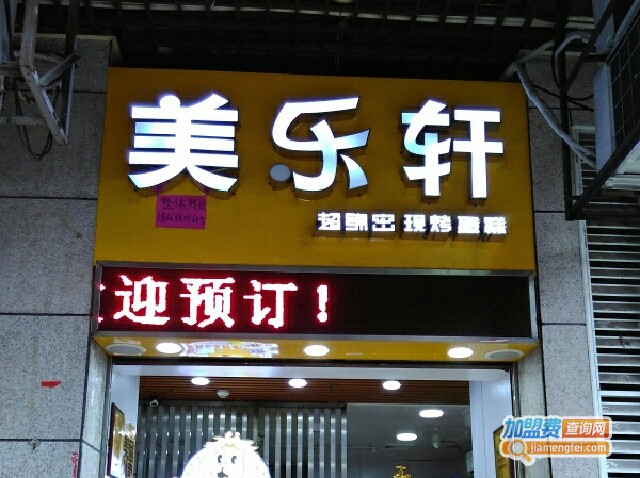 美乐轩
超绵密 现烤蛋糕
迎预订!
加盟费查询网
jiamengfei.com